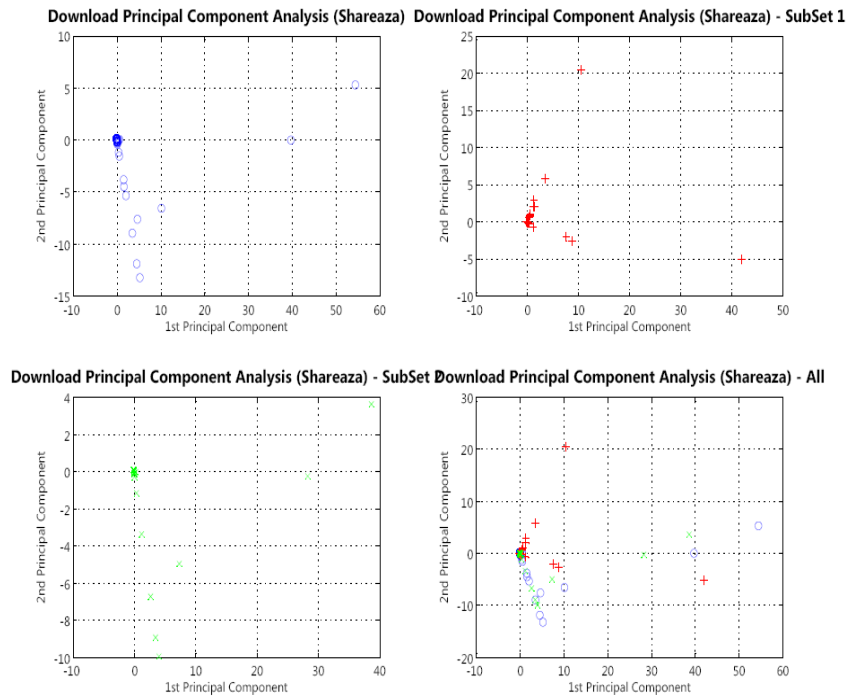 Download Principal Component Analysis (Shareaza)
10
5
0
-5
-10
-15
2nd Principal Component
-10 0 10 20 30 40 50 60
1st Principal Component
Download Principal Component Analysis (Shareaza) - SubSet 1
25
20
15
10
5
0
-5
-10
2nd Principal Component
-10 0 10 20 30 40 50
1st Principal Component
Download Principal Component Analysis (Shareaza) - SubSet 2
4
2
0
-2
-4
-6
-8
-10
2nd Principal Component
-10 0 10 20 30 40
1st Principal Component
Download Principal Component Analysis (Shareaza) - All
30
20
10
0
-10
-20
2nd Principal Component
-10 0 10 20 30 40 50 60
1st Principal Component